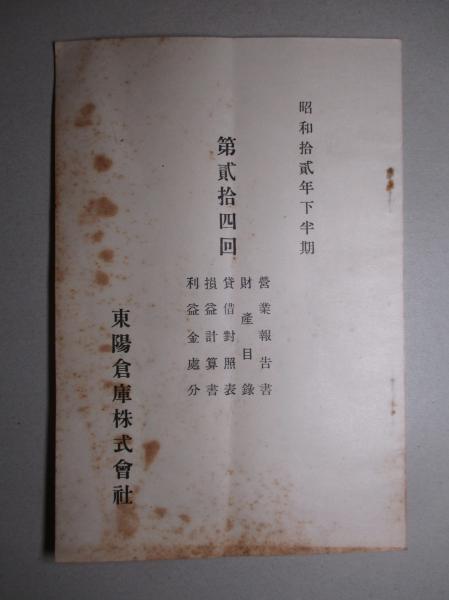 昭和拾貳年下半期
第貳拾四回
營業報告書
財產目錄
貸借對照表
損益計算書
利益金處分
東陽倉庫株式會社